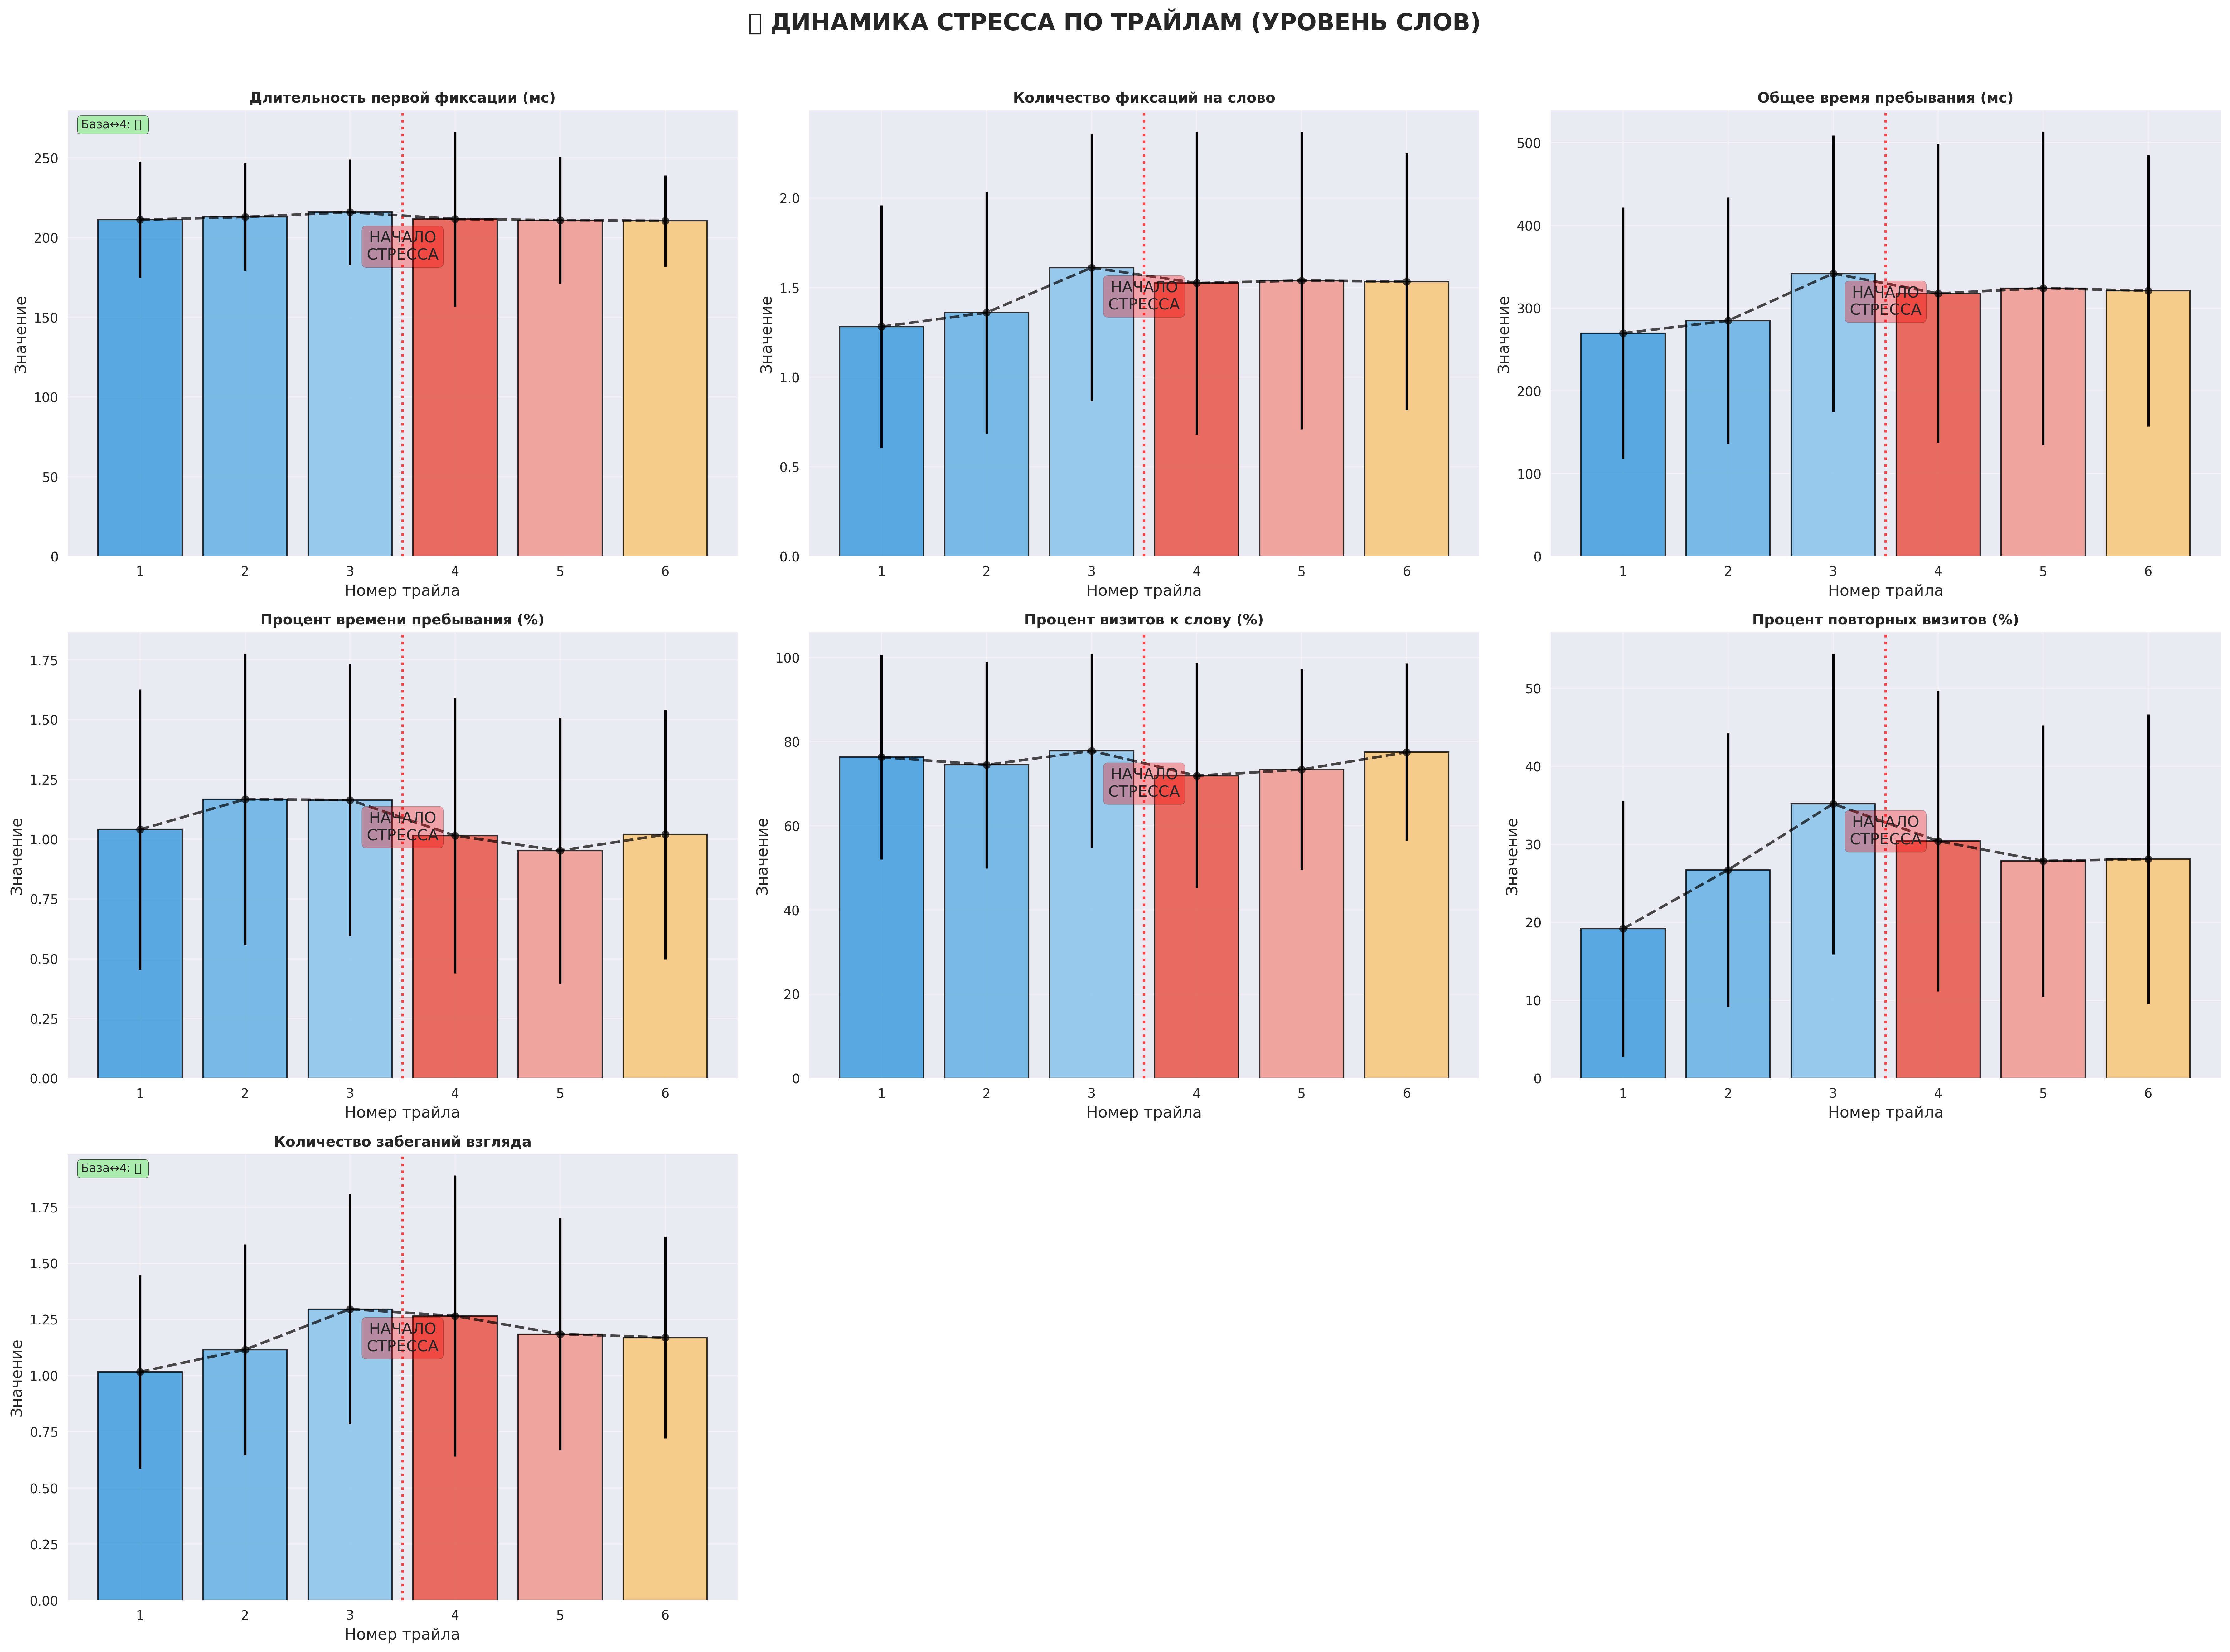 ДИНАМИКА СТРЕССА ПО ТРАЙЛАМ (УРОВЕНЬ СЛОВ)
Длительность первой фиксации (мс)
База↔4:
250
200
150
100
50
0
Значение
НАЧАЛО
СТРЕССА
1 2 3 4 5 6
Номер трайла
Количество фиксаций на слово
2.0
1.5
1.0
0.5
0.0
Значение
НАЧАЛО
СТРЕССА
1 2 3 4 5 6
Номер трайла
Общее время пребывания (мс)
500
400
300
200
100
0
Значение
НАЧАЛО
СТРЕССА
1 2 3 4 5 6
Номер трайла
Процент времени пребывания (%)
1.75
1.50
1.25
1.00
0.75
0.50
0.25
0.00
Значение
НАЧАЛО
СТРЕССА
1 2 3 4 5 6
Номер трайла
Процент визитов к слову (%)
100
80
60
40
20
0
Значение
НАЧАЛО
СТРЕССА
1 2 3 4 5 6
Номер трайла
Процент повторных визитов (%)
50
40
30
20
10
0
Значение
НАЧАЛО
СТРЕССА
1 2 3 4 5 6
Номер трайла
Количество забеганий взгляда
База↔4:
1.75
1.50
1.25
1.00
0.75
0.50
0.25
0.00
Значение
НАЧАЛО
СТРЕССА
1 2 3 4 5 6
Номер трайла